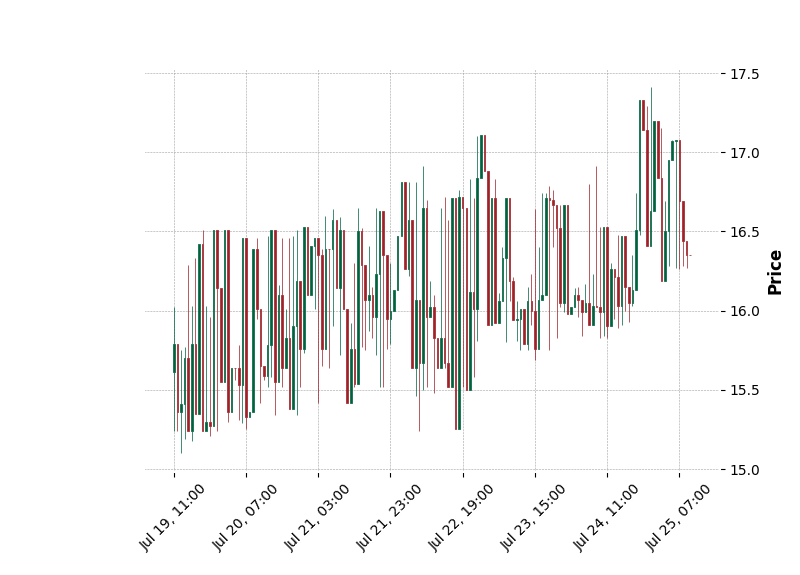 17.5
17.0
16.5
16.0
15.5
15.0
Price
Jul 19, 11:00
Jul 20, 07:00
Jul 21, 03:00
Jul 21, 23:00
Jul 22, 19:00
Jul 23, 15:00
Jul 24, 11:00
Jul 25, 07:00